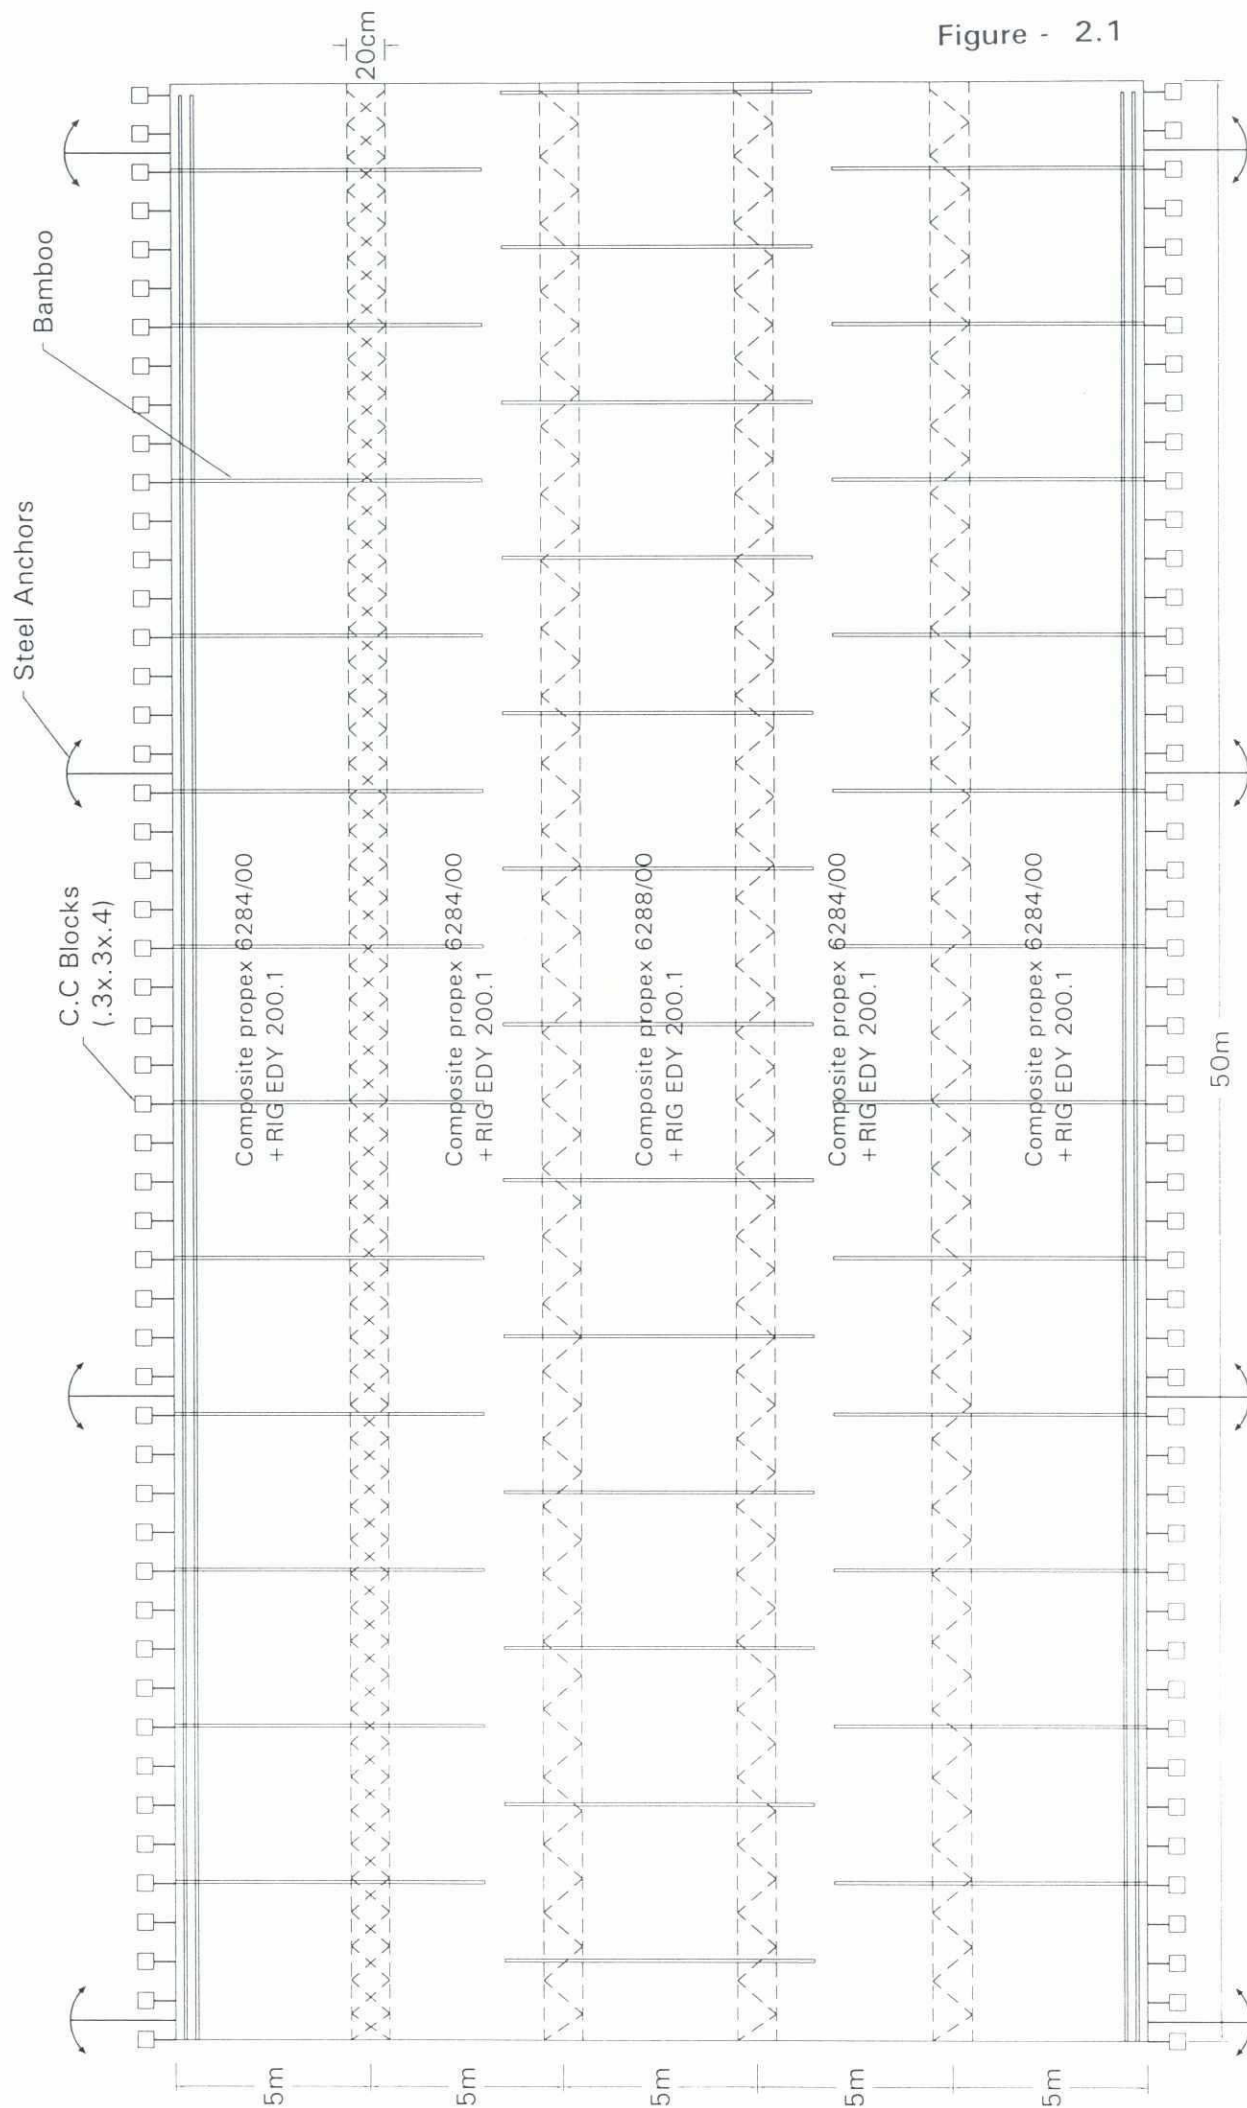 Figure - 2.1
20cm
Bamboo
Steel Anchors
C.C Blocks
(.3x.3x.4)
Composite propex 6284/00
+ RIG EDY 200.1
Composite propex 6284/00
+ RIG EDY 200.1
Composite propex 6288/00
+ RIG EDY 200.1
Composite propex 6284/00
+ RIG EDY 200.1
Composite propex 6284/00
+ RIG EDY 200.1
50m
5m
5m
5m
5m
5m